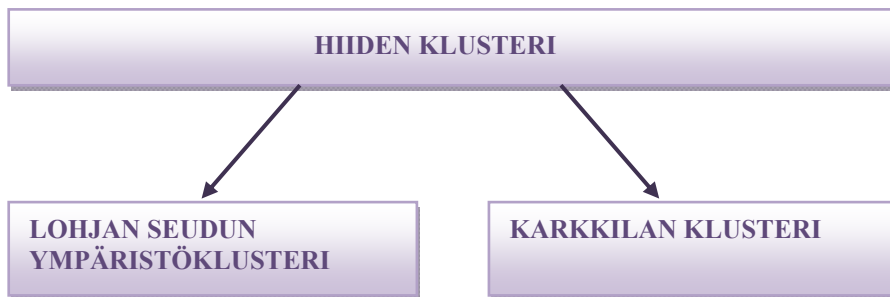 HIIDEN KLUSTERI
LOHJAN SEUDUN
YMPÄRISTÖKLUSTERI
KARKKILAN KLUSTERI